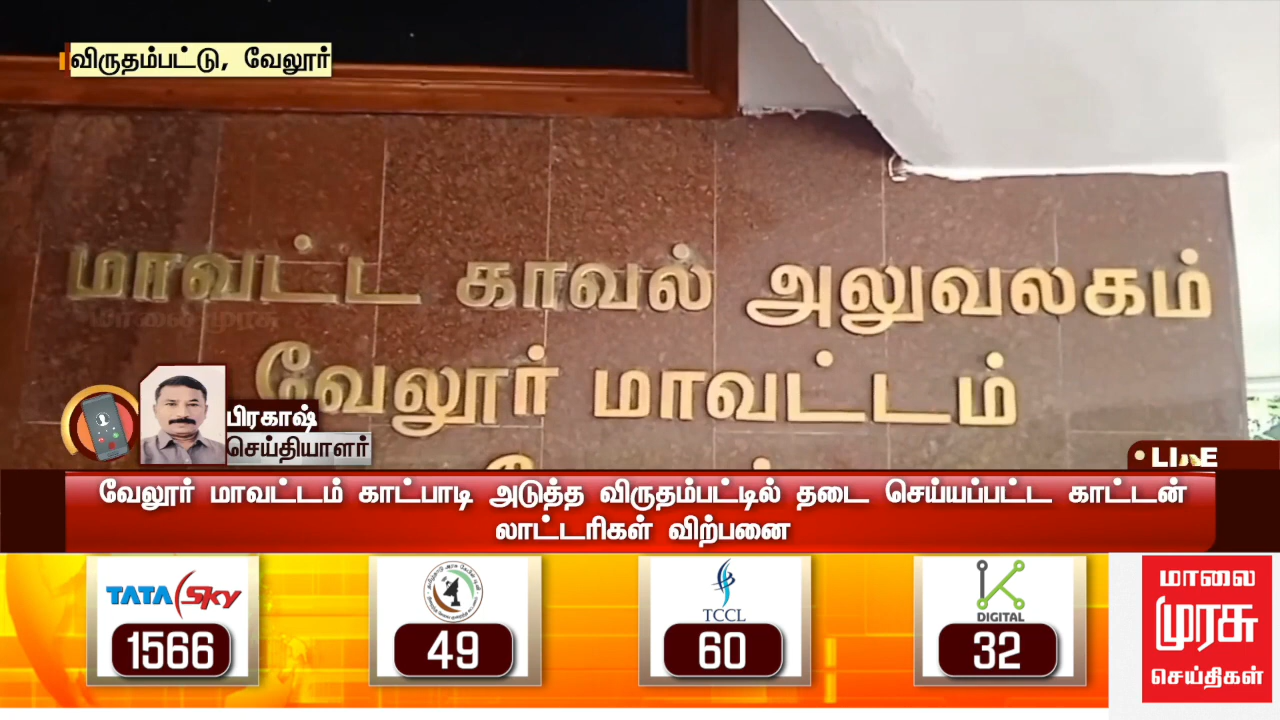 விருதம்பட்டு, வேலூர்
மாவட்ட காவல் அலுவலகம்
வேலூர் மாவட்டம்
பிரகாஷ்
செய்தியாளர்
LIVE
வேலூர் மாவட்டம் காட்பாடி அடுத்த விருதம்பட்டில் தடை செய்யப்பட்ட காட்டன்
லாட்டரிகள் விற்பனை
TATA Sky
1566
49
TCCL
60
K
DIGITAL
32
மாலை
முரசு
செய்திகள்